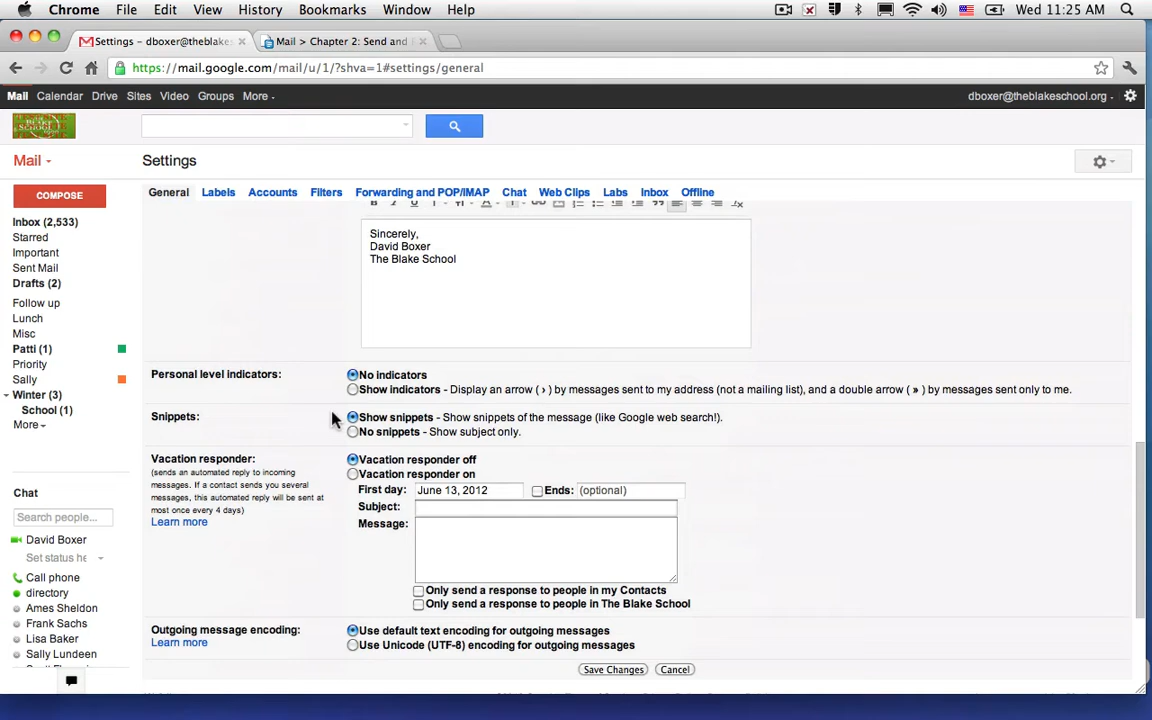 Chrome File Edit View History Bookmarks Window Help Wed 11:25 AM
Settings - dboxer@theblakes Mail > Chapter 2: Send and
https://mail.google.com/mail/u/1/?shva=1#settings/general
Mail Calendar Drive Sites Video Groups More dboxer@theblakeschool.org
BLAKE SCHOOL
Mail Settings
COMPOSE General Labels Accounts Filters Forwarding and POP/IMAP Chat Web Clips Labs Inbox Offline
Inbox (2,533)
Starred
Important
Sent Mail
Drafts (2)
Follow up
Lunch
Misc
Patti (1)
Priority
Sally
Winter (3)
School (1)
More
Chat
Search people...
David Boxer
Set status he
Call phone
directory
Ames Sheldon
Frank Sachs
Lisa Baker
Sally Lundeen
Sincerely,
David Boxer
The Blake School
Personal level indicators: No indicators
Show indicators - Display an arrow ( › ) by messages sent to my address (not a mailing list), and a double arrow ( » ) by messages sent only to me.
Snippets: Show snippets - Show snippets of the message (like Google web search!).
No snippets - Show subject only.
Vacation responder: Vacation responder off
(sends an automated reply to incoming
messages. If a contact sends you several
messages, this automated reply will be sent at
most once every 4 days)
Learn more
Vacation responder on
First day: June 13, 2012 Ends: (optional)
Subject:
Message:
Only send a response to people in my Contacts
Only send a response to people in The Blake School
Outgoing message encoding: Use default text encoding for outgoing messages
Learn more Use Unicode (UTF-8) encoding for outgoing messages
Save Changes Cancel